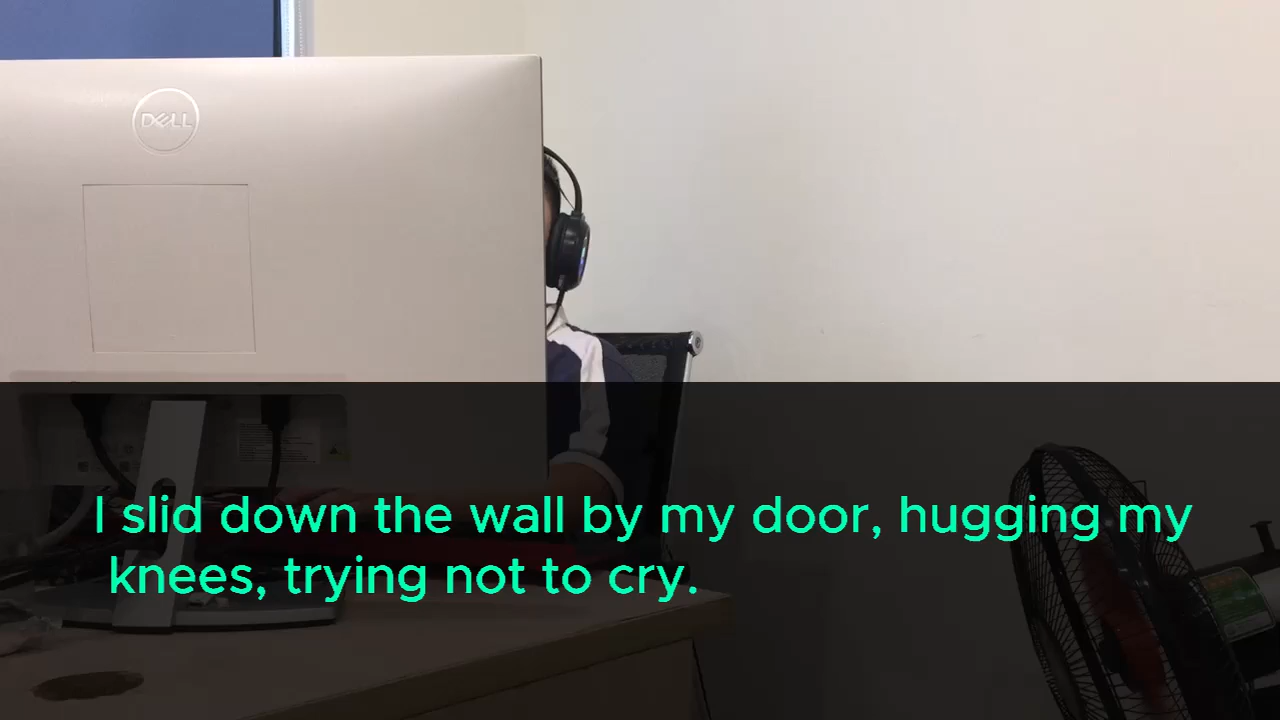 DELL
I slid down the wall by my door, hugging my
knees, trying not to cry.